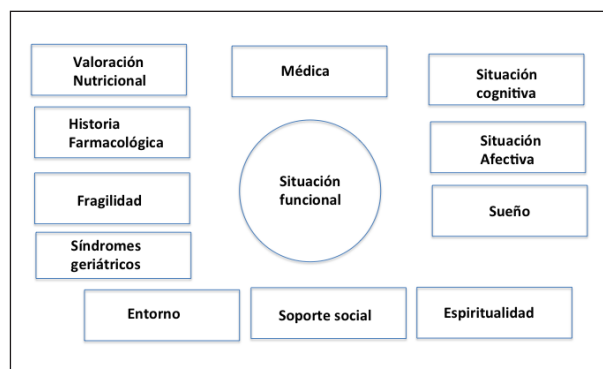 Valoración
Nutricional
Médica
Situación
cognitiva
Historia
Farmacológica
Situación
Afectiva
Situación
funcional
Fragilidad
Sueño
Síndromes
geriátricos
Entorno
Soporte social
Espiritualidad